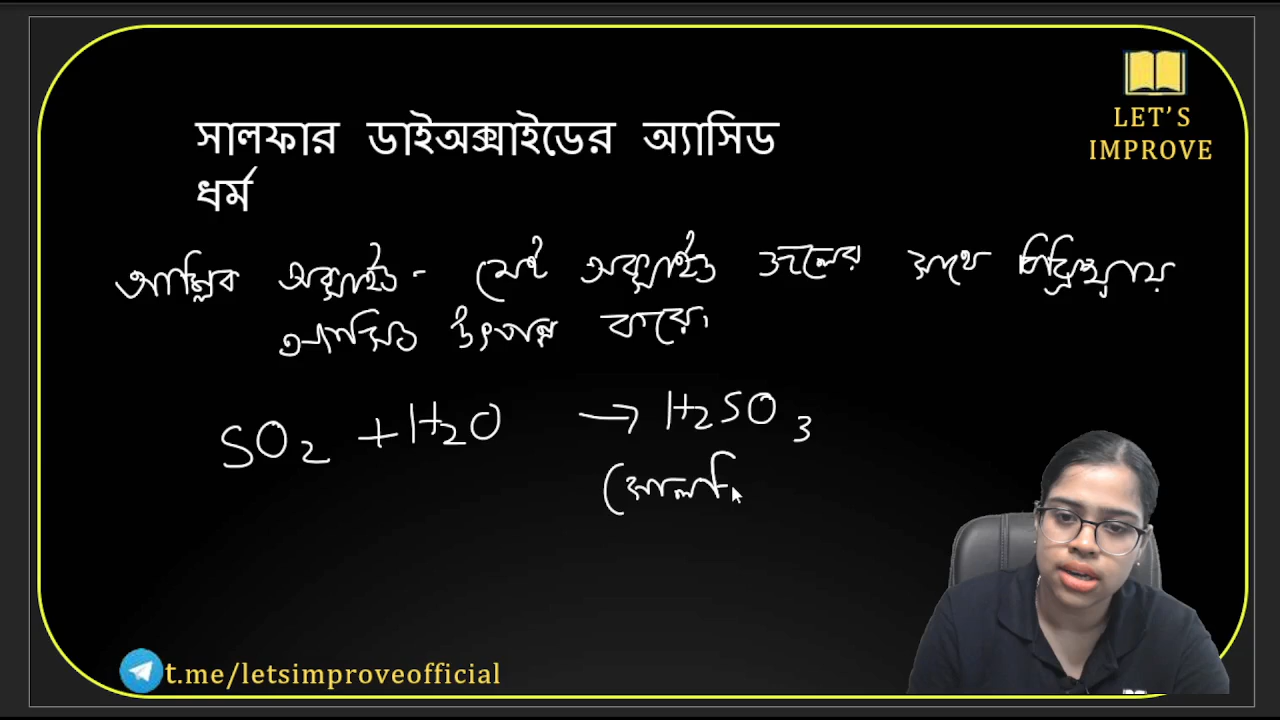 LET'S
IMPROVE
সালফার ডাইঅক্সাইডের অ্যাসিড
ধর্ম
আম্লিক অক্সাইড - যেই অক্সাইড জলের সাথে বিক্রিয়ায়
অ্যাসিড উৎপন্ন করে।
SO2 + H2O → H2SO3
(সালফি
t.me/letsimproveofficial